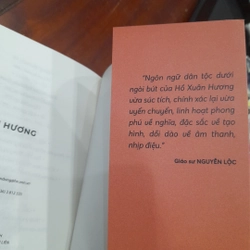 HƯƠNG
"Ngôn ngữ dân tộc dưới
ngòi bút của Hồ Xuân Hương
vừa súc tích, chính xác lại vừa
uyển chuyển, linh hoạt phong
phú về nghĩa, đặc sắc về tạo
hình, dồi dào về âm thanh,
nhịp điệu."
Giáo sư NGUYỄN LỘC